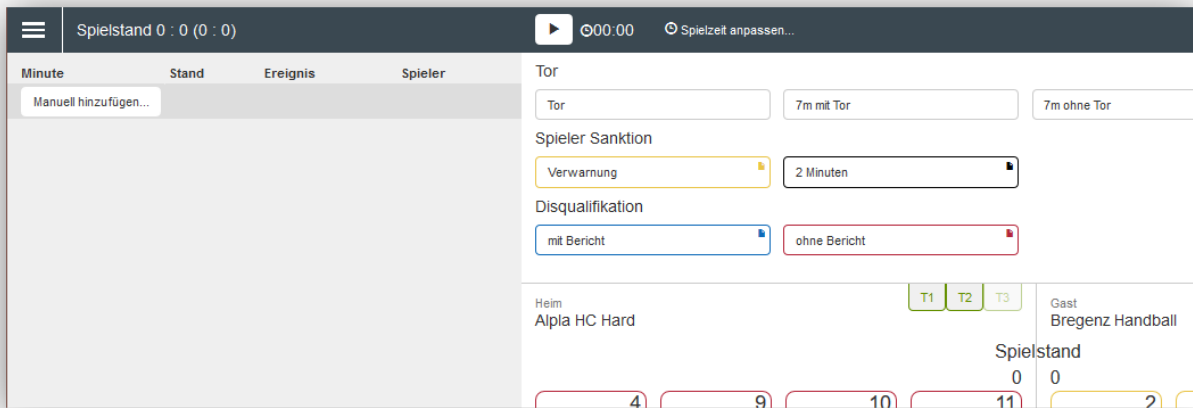 Spielstand 0 : 0 (0 : 0) 00:00 Spielzeit anpassen...
Minute Stand Ereignis Spieler
Manuell hinzufügen...
Tor
Tor 7m mit Tor 7m ohne Tor
Spieler Sanktion
Verwarnung 2 Minuten
Disqualifikation
mit Bericht ohne Bericht
T1 T2 T3
Heim Gast
Alpla HC Hard Bregenz Handball
Spielstand
0 0
4 9 10 11 2